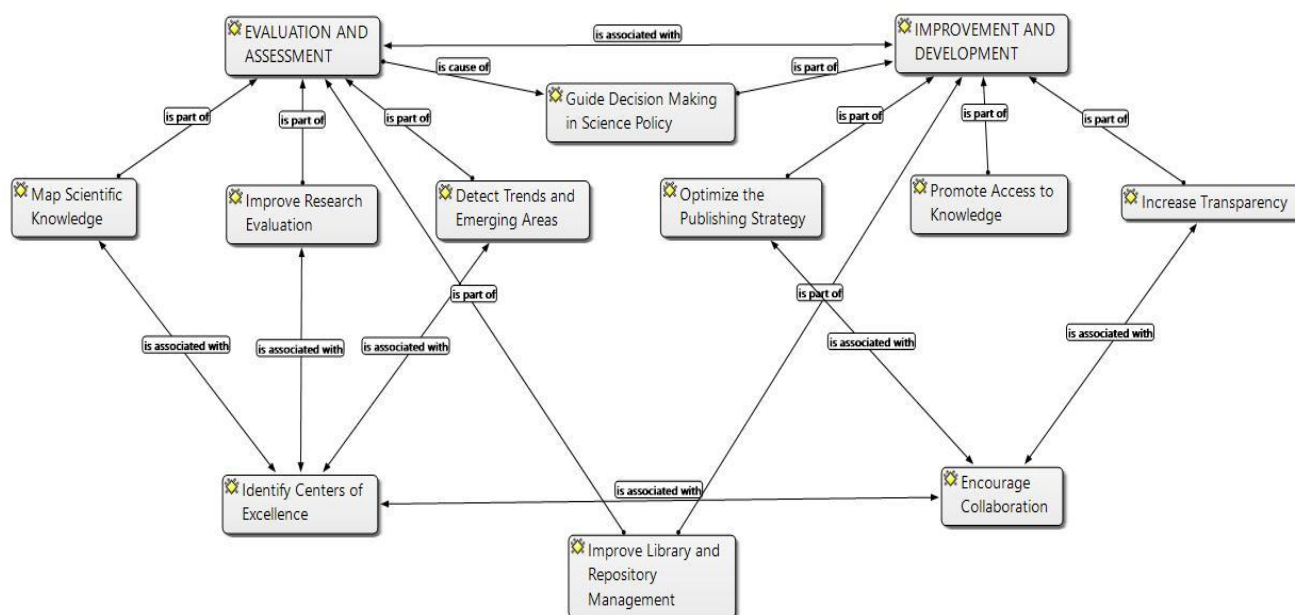 EVALUATION AND
ASSESSMENT
is associated with
IMPROVEMENT AND
DEVELOPMENT
is cause of
is part of
Guide Decision Making
in Science Policy
is part of
is part of
is part of
is part of
is part of
is part of
Map Scientific
Knowledge
Improve Research
Evaluation
Detect Trends and
Emerging Areas
Optimize the
Publishing Strategy
Promote Access to
Knowledge
Increase Transparency
is part of
is part of
is associated with
is associated with
is associated with
is associated with
is associated with
Identify Centers of
Excellence
is associated with
Encourage
Collaboration
Improve Library and
Repository
Management